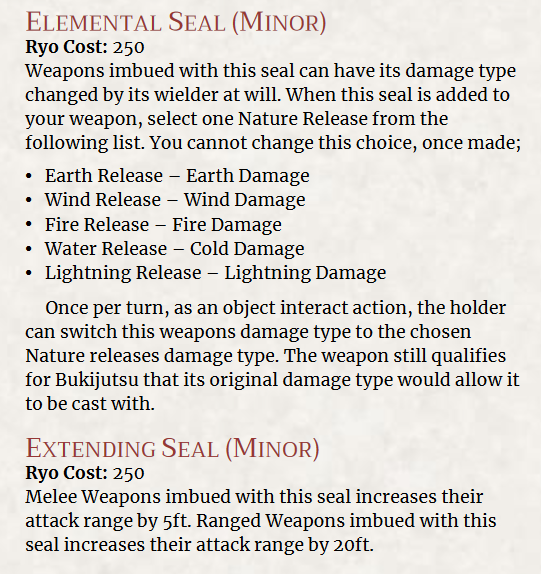 Elemental Seal (Minor)
Ryo Cost: 250
Weapons imbued with this seal can have its damage type
changed by its wielder at will. When this seal is added to
your weapon, select one Nature Release from the
following list. You cannot change this choice, once made;
• Earth Release – Earth Damage
• Wind Release – Wind Damage
• Fire Release – Fire Damage
• Water Release – Cold Damage
• Lightning Release – Lightning Damage
Once per turn, as an object interact action, the holder
can switch this weapons damage type to the chosen
Nature releases damage type. The weapon still qualifies
for Bukijutsu that its original damage type would allow it
to be cast with.
Extending Seal (Minor)
Ryo Cost: 250
Melee Weapons imbued with this seal increases their
attack range by 5ft. Ranged Weapons imbued with this
seal increases their attack range by 20ft.